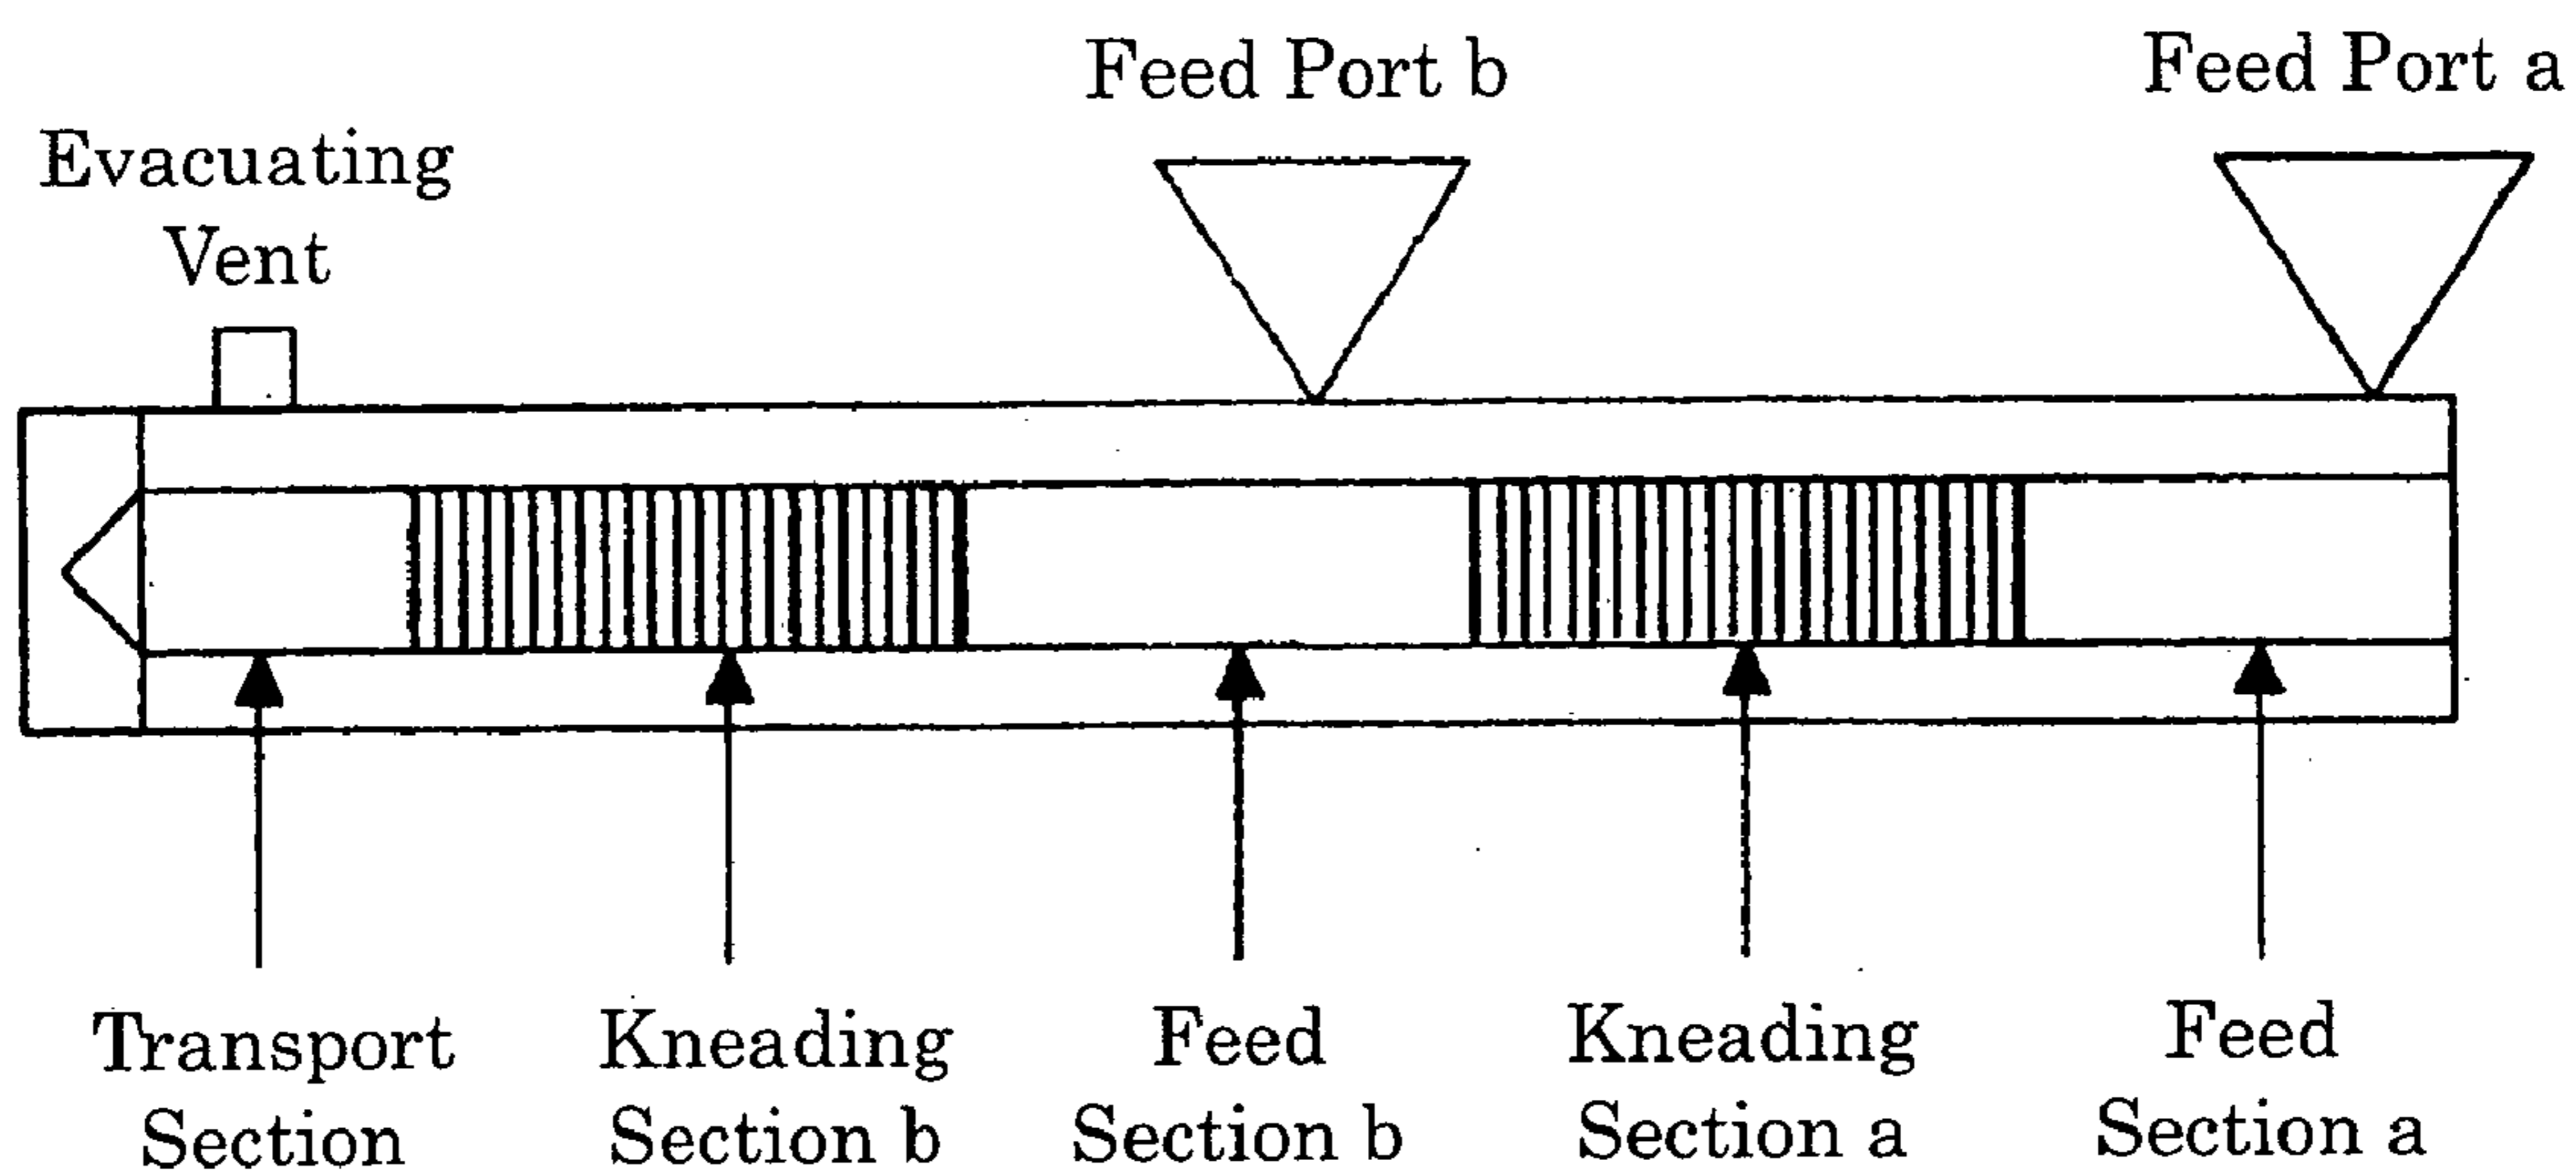 Feed Port b
Feed Port a
Evacuating
Vent
Transport
Section
Kneading
Section b
Feed
Section b
Kneading
Section a
Feed
Section a